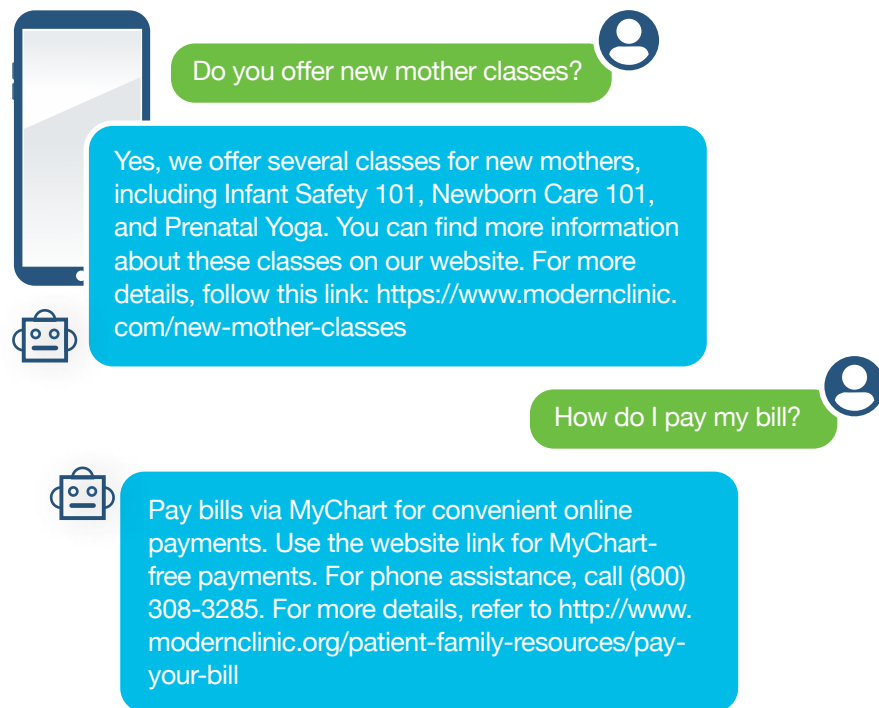 Do you offer new mother classes?
Yes, we offer several classes for new mothers,
including Infant Safety 101, Newborn Care 101,
and Prenatal Yoga. You can find more information
about these classes on our website. For more
details, follow this link: https://www.modernclinic.
com/new-mother-classes
How do I pay my bill?
Pay bills via MyChart for convenient online
payments. Use the website link for MyChart-
free payments. For phone assistance, call (800)
308-3285. For more details, refer to http://www.
modernclinic.org/patient-family-resources/pay-
your-bill